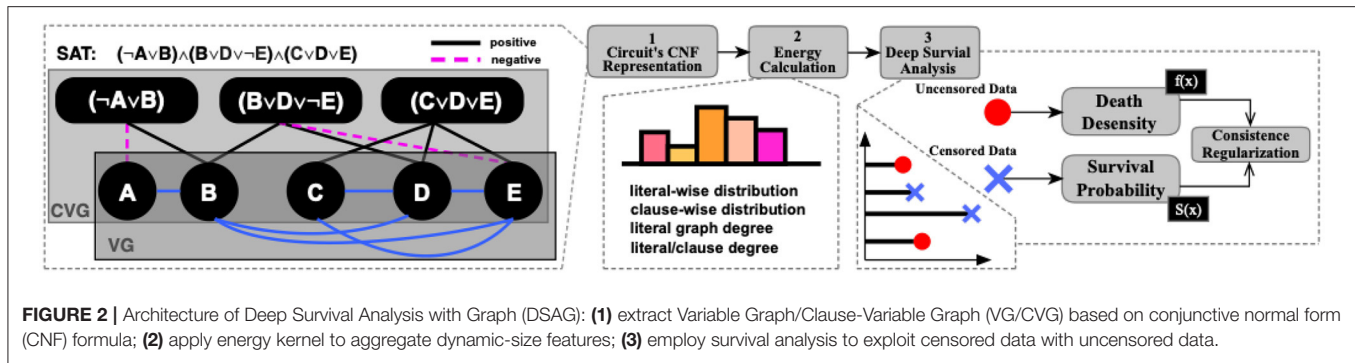 SAT: (¬A∨B)∧(B∨D∨¬E)∧(C∨D∨E)
positive
negative
(¬A∨B)
(B∨D∨¬E)
(C∨D∨E)
A
B
C
D
E
CVG
VG
1
Circuit's CNF
Representation
2
Energy
Calculation
3
Deep Survial
Analysis
literal-wise distribution
clause-wise distribution
literal graph degree
literal/clause degree
Uncensored Data
Censored Data
Death
Desensity
f(x)
Survival
Probability
S(x)
Consistence
Regularization
FIGURE 2 | Architecture of Deep Survival Analysis with Graph (DSAG): (1) extract Variable Graph/Clause-Variable Graph (VG/CVG) based on conjunctive normal form
(CNF) formula; (2) apply energy kernel to aggregate dynamic-size features; (3) employ survival analysis to exploit censored data with uncensored data.